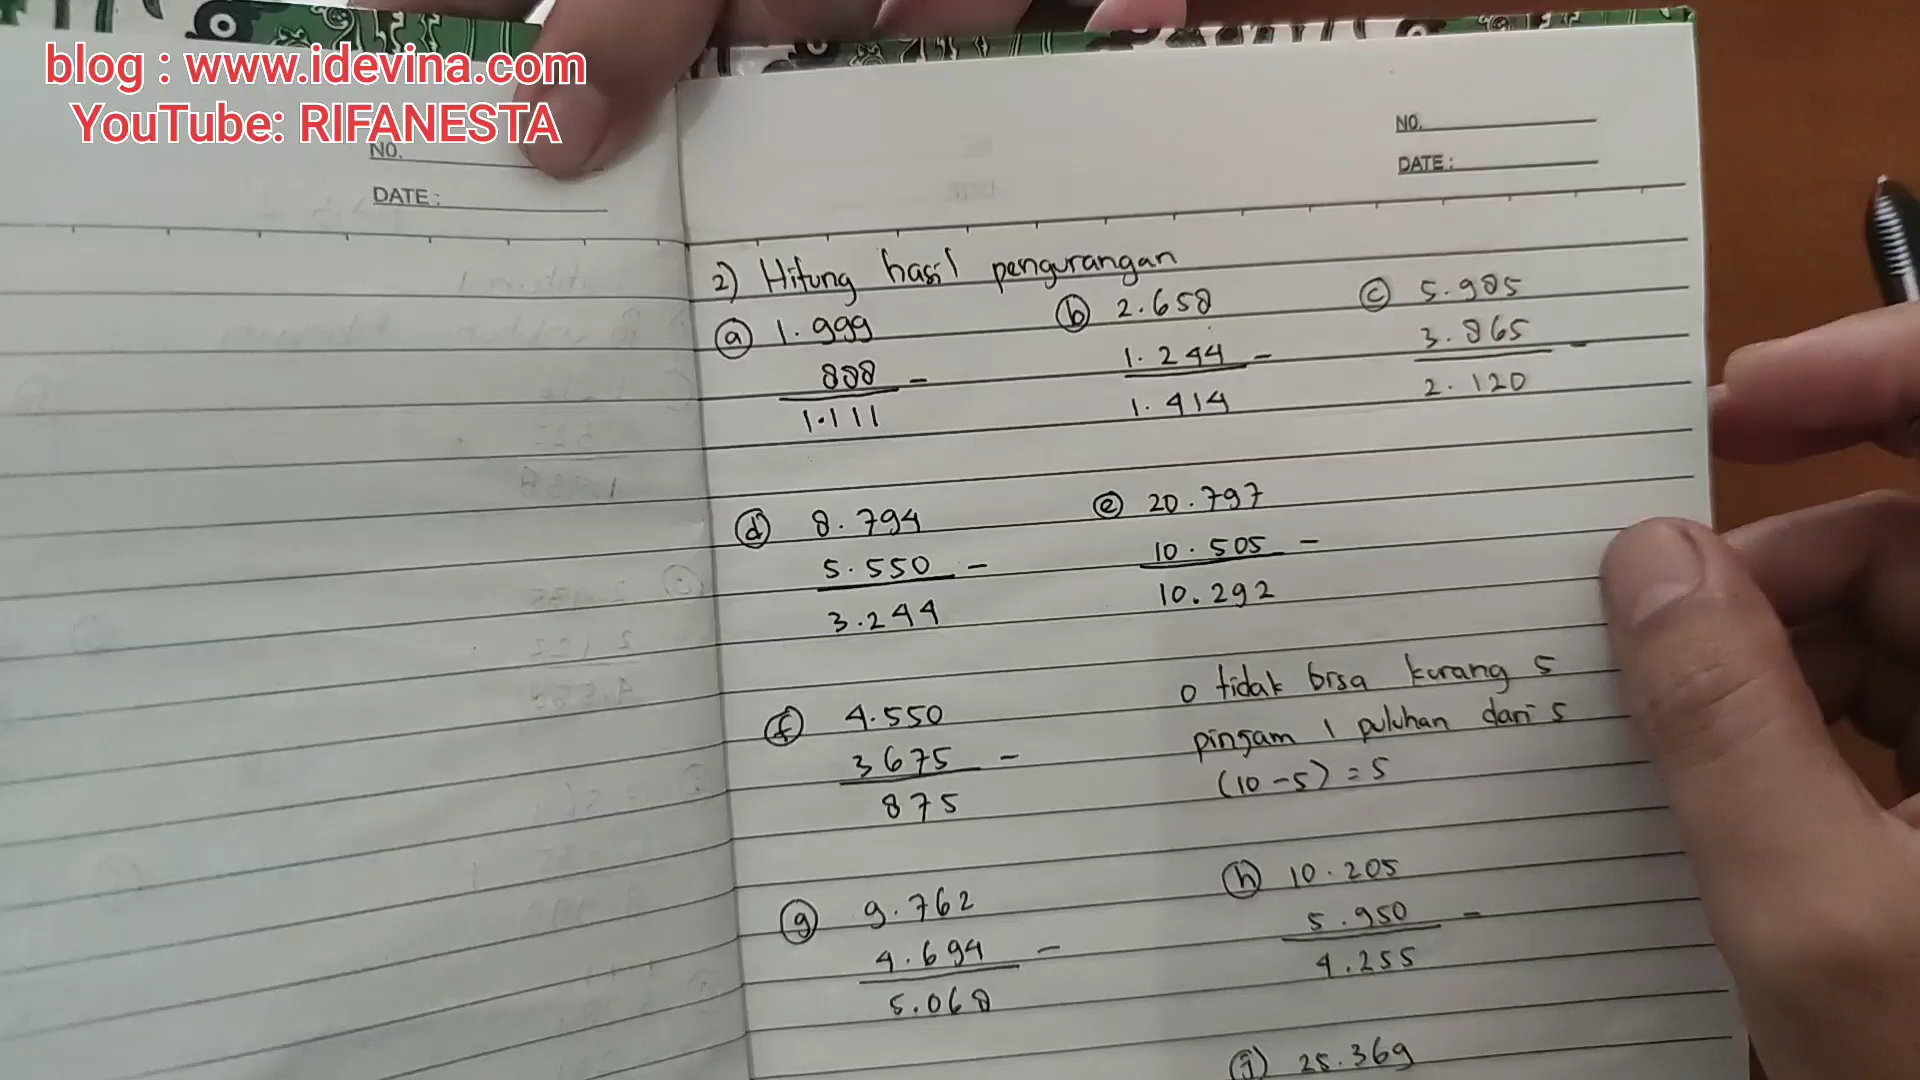 blog : www.idevina.com
YouTube: RIFANESTA
NO.
DATE:
NO.
DATE:
2) Hitung hasil pengurangan
a 1.999
888 -
1.111
b 2.658
1.244 -
1.414
c 5.985
3.865 -
2.120
d 8.794
5.550 -
3.244
e 20.797
10.505 -
10.292
f 4.550
3675 -
875
0 tidak bisa kurang 5
pinjam 1 puluhan dari 5
(10-5) = 5
g 9.762
4.694 -
5.068
h 10.205
5.950 -
4.255
25.369